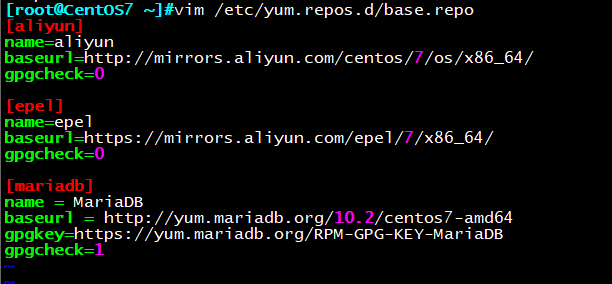 [root@CentOS7 ~]#vim /etc/yum.repos.d/base.repo
[aliyun]
name=aliyun
baseurl=http://mirrors.aliyun.com/centos/7/os/x86_64/
gpgcheck=0
[epel]
name=epel
baseurl=https://mirrors.aliyun.com/epel/7/x86_64/
gpgcheck=0
[mariadb]
name = MariaDB
baseurl = http://yum.mariadb.org/10.2/centos7-amd64
gpgkey=https://yum.mariadb.org/RPM-GPG-KEY-MariaDB
gpgcheck=1
~
~